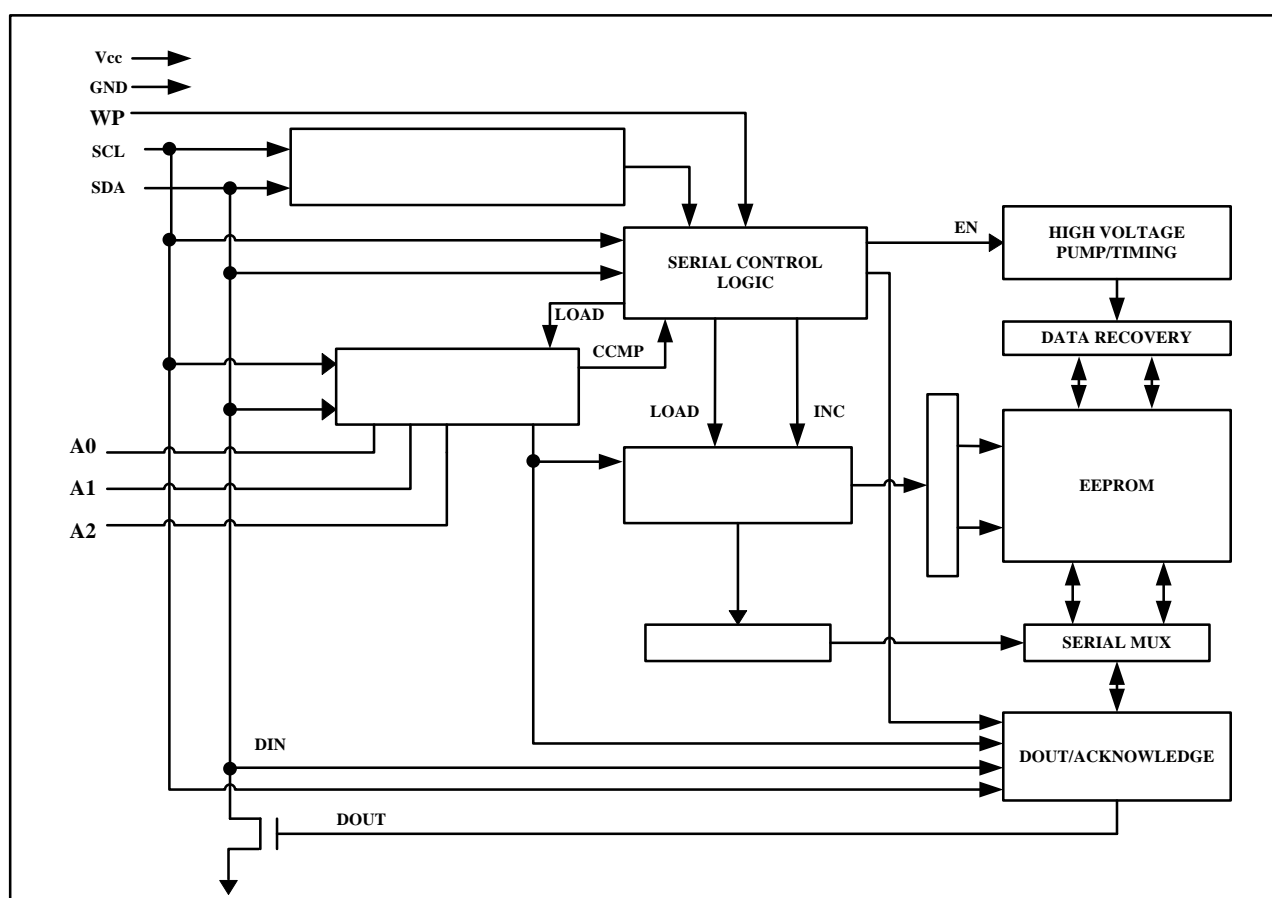 Vcc
GND
WP
SCL
SDA
EN
HIGH VOLTAGE
PUMP/TIMING
SERIAL CONTROL
LOGIC
LOAD
CCMP
DATA RECOVERY
LOAD
INC
A0
A1
A2
EEPROM
SERIAL MUX
DIN
DOUT/ACKNOWLEDGE
DOUT